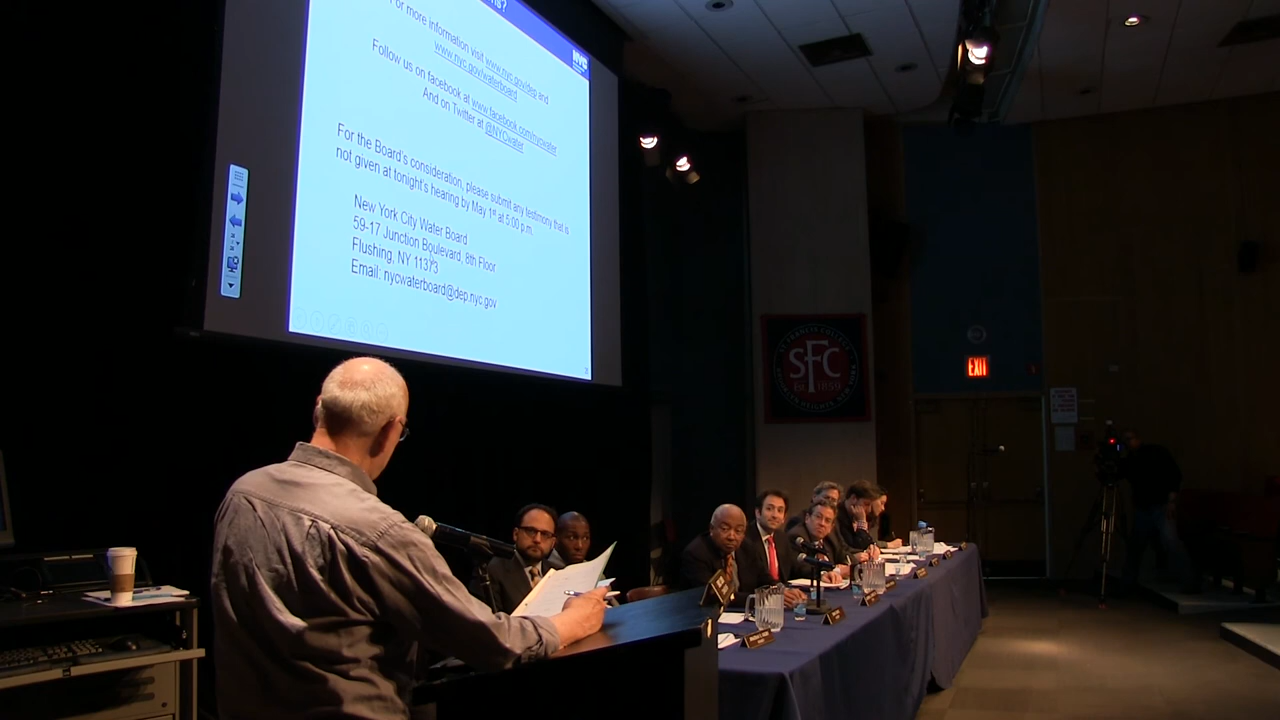 For more information visit www.nyc.gov/dep and
www.nyc.gov/waterboard
Follow us on facebook at www.facebook.com/nycwater
And on Twitter at @NYCwater
For the Board's consideration, please submit any testimony that is
not given at tonight's hearing by May 1st at 5:00 p.m.
New York City Water Board
59-17 Junction Boulevard, 8th Floor
Flushing, NY 11373
Email: nycwaterboard@dep.nyc.gov
NYC
SFC
Est 1859
EXIT